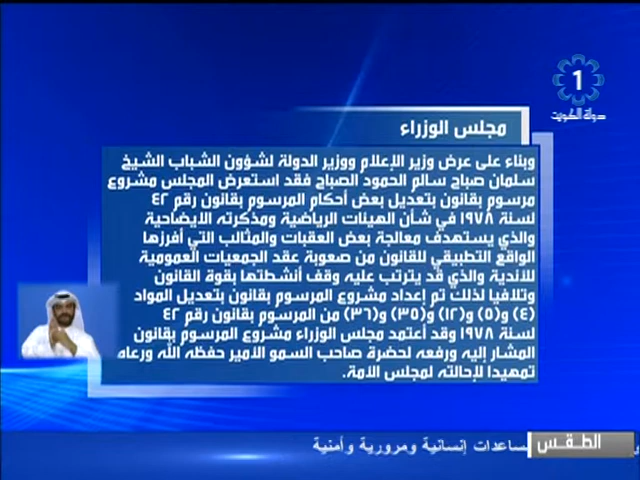 1
دولة الكويت
مجلس الوزراء
وبناء على عرض وزير الإعلام ووزير الدولة لشؤون الشباب الشيخ
سلمان صباح سالم الحمود الصباح فقد استعرض المجلس مشروع
مرسوم بقانون بتعديل بعض أحكام المرسوم بقانون رقم ٤٢
لسنة ١٩٧٨ في شأن الهيئات الرياضية ومذكرته الايضاحية
والذي يستهدف معالجة بعض العقبات والمثالب التي أفرزها
الواقع التطبيقي للقانون من صعوبة عقد الجمعيات العمومية
للأندية والذي قد يترتب عليه وقف أنشطتها بقوة القانون
وتلافيا لذلك تم إعداد مشروع المرسوم بقانون بتعديل المواد
(٤) و(٥) و(١٢) و(٣٥) و(٣٦) من المرسوم بقانون رقم ٤٢
لسنة ١٩٧٨ وقد أعتمد مجلس الوزراء مشروع المرسوم بقانون
المشار إليه ورفعه لحضرة صاحب السمو الأمير حفظه الله ورعاه
تمهيدا لإحالته لمجلس الأمة.
الطقس
ساعدات إنسانية ومرورية وأمنية